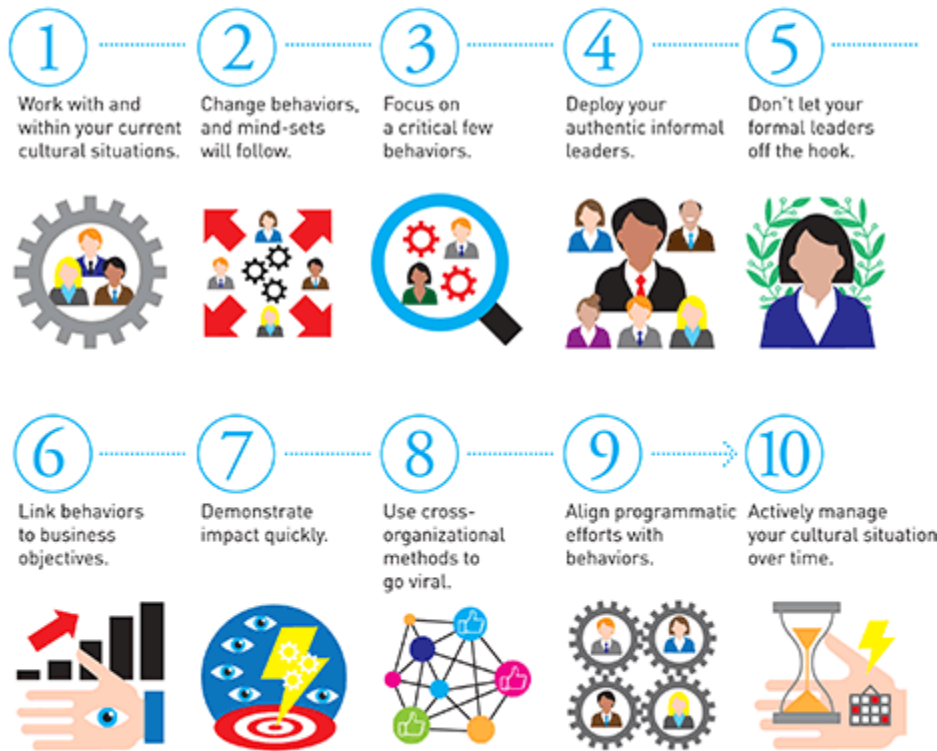 1
Work with and
within your current
cultural situations.
2
Change behaviors,
and mind-sets
will follow.
3
Focus on
a critical few
behaviors.
4
Deploy your
authentic informal
leaders.
5
Don't let your
formal leaders
off the hook.
6
Link behaviors
to business
objectives.
7
Demonstrate
impact quickly.
8
Use cross-
organizational
methods to
go viral.
9
Align programmatic
efforts with
behaviors.
10
Actively manage
your cultural situation
over time.